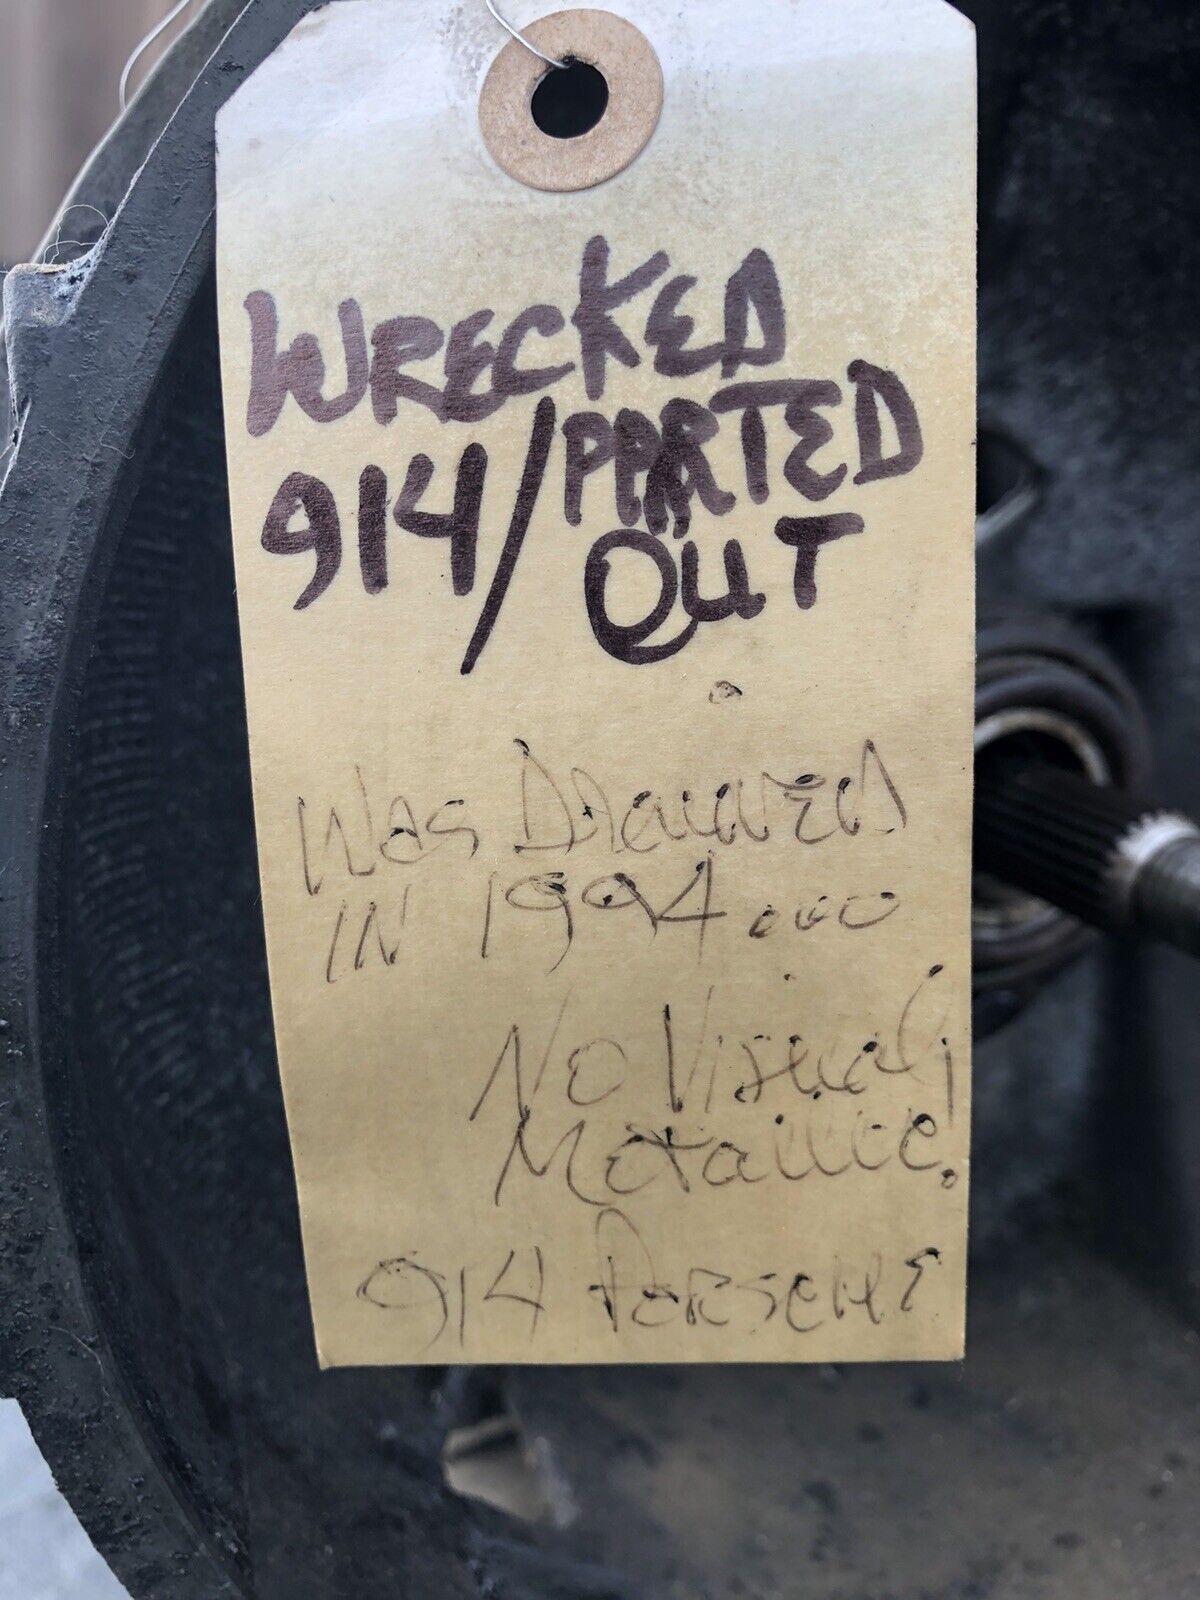 WRECKED
914/PARTED
OUT
WAS DRAINED
IN 1994...
NO VISUAL
METALLIC!
914 PORSCHE